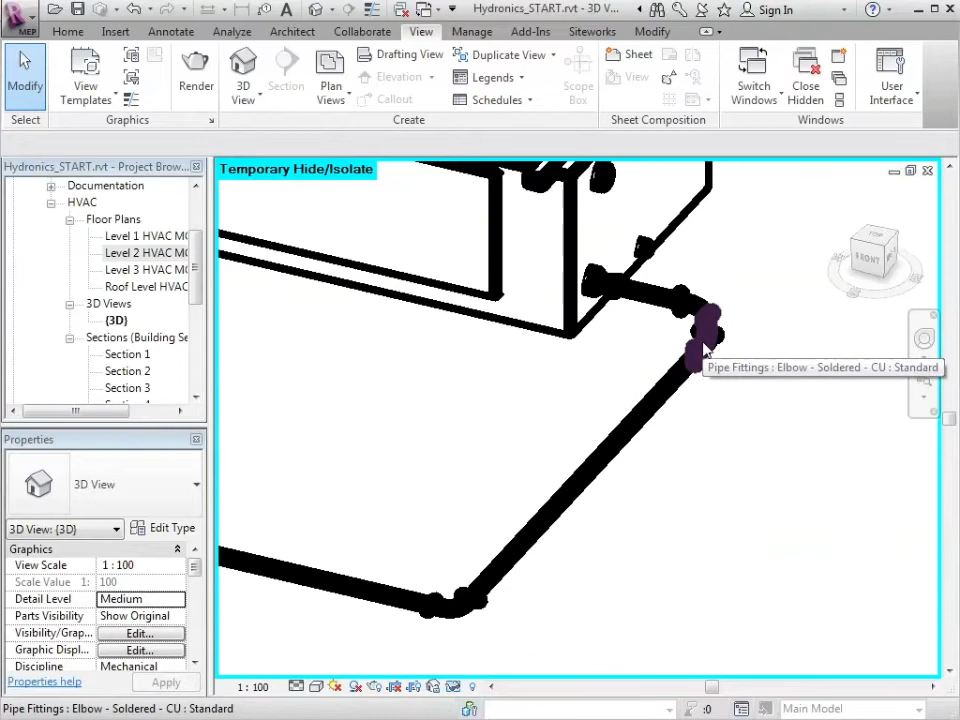 Hydronics_START.rvt - 3D V...
Sign In
MEP
Home Insert Annotate Analyze Architect Collaborate View Manage Add-Ins Siteworks Modify
Modify
View Templates
Render
3D View
Section
Plan Views
Drafting View
Elevation
Callout
Duplicate View
Legends
Schedules
Scope Box
Sheet
View
Switch Windows
Close Hidden
User Interface
Select Graphics Create Sheet Composition Windows
Hydronics_START.rvt - Project Brow...
Documentation
HVAC
Floor Plans
Level 1 HVAC MC
Level 2 HVAC MC
Level 3 HVAC MC
Roof Level HVAC M
3D Views
{3D}
Sections (Building Se
Section 1
Section 2
Section 3
Temporary Hide/Isolate
TOP
FRONT
Pipe Fittings : Elbow - Soldered - CU : Standard
Properties
3D View
3D View: {3D} Edit Type
Graphics
View Scale 1 : 100
Scale Value 1: 100
Detail Level Medium
Parts Visibility Show Original
Visibility/Grap... Edit...
Graphic Displ... Edit...
Discipline Mechanical
Properties help Apply
1 : 100
Pipe Fittings : Elbow - Soldered - CU : Standard
:0
Main Model